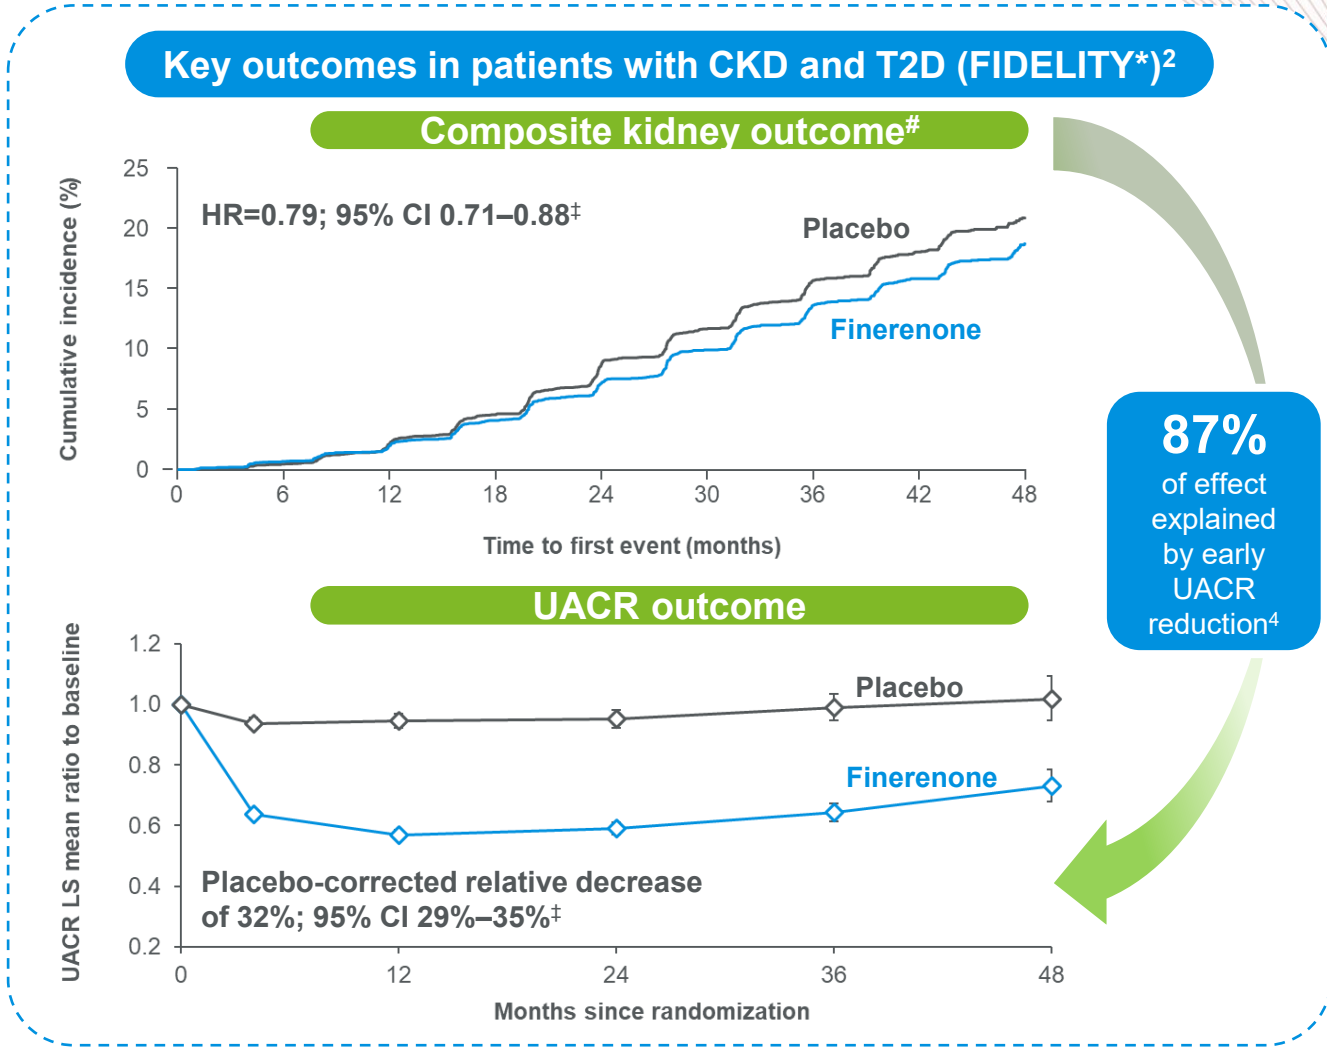 Key outcomes in patients with CKD and T2D (FIDELITY*)²
Composite kidney outcome#
Cumulative incidence (%)
25
20
15
10
5
0
HR=0.79; 95% CI 0.71–0.88‡
Placebo
Finerenone
0 6 12 18 24 30 36 42 48
Time to first event (months)
87%
of effect
explained
by early
UACR
reduction⁴
UACR outcome
UACR LS mean ratio to baseline
1.2
1.0
0.8
0.6
0.4
0.2
Placebo
Finerenone
Placebo-corrected relative decrease
of 32%; 95% CI 29%–35%‡
0 12 24 36 48
Months since randomization